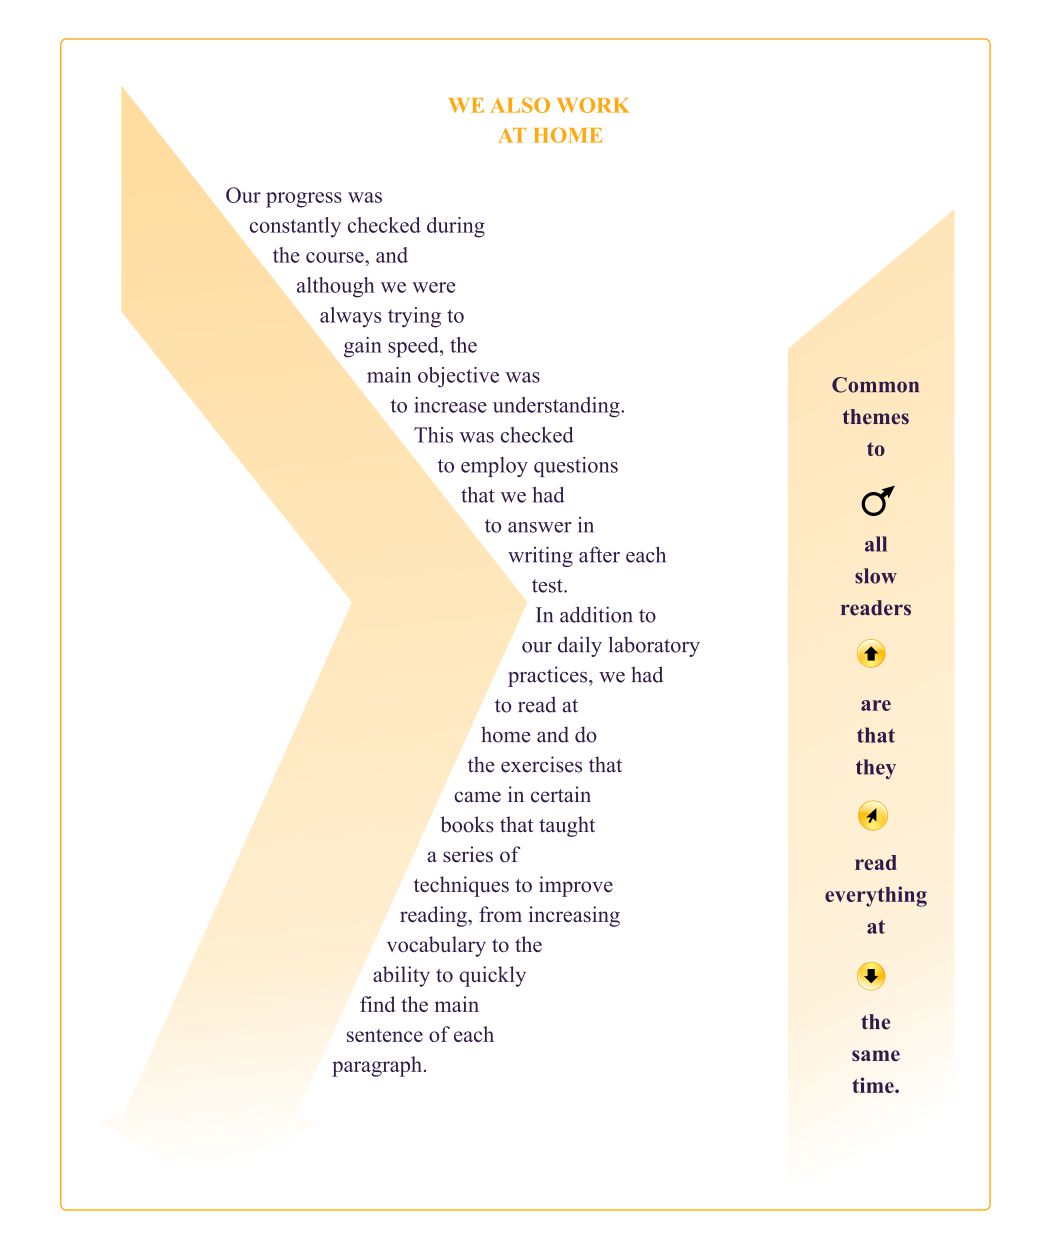 WE ALSO WORK
AT HOME
Our progress was
constantly checked during
the course, and
although we were
always trying to
gain speed, the
main objective was
to increase understanding.
This was checked
to employ questions
that we had
to answer in
writing after each
test.
In addition to
our daily laboratory
practices, we had
to read at
home and do
the exercises that
came in certain
books that taught
a series of
techniques to improve
reading, from increasing
vocabulary to the
ability to quickly
find the main
sentence of each
paragraph.
Common
themes
to
all
slow
readers
are
that
they
read
everything
at
the
same
time.